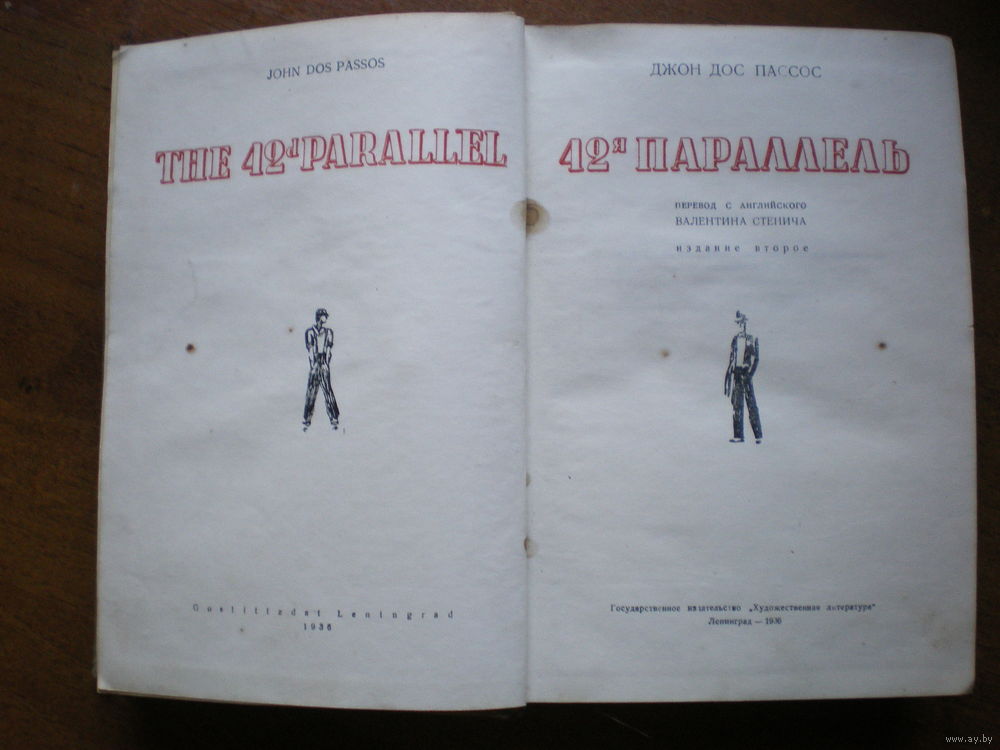 JOHN DOS PASSOS
THE 42d PARALLEL
Goslitizdat Leningrad
1936
ДЖОН ДОС ПАССОС
42я ПАРАЛЛЕЛЬ
ПЕРЕВОД С АНГЛИЙСКОГО
ВАЛЕНТИНА СТЕНИЧА
издание второе
Государственное издательство „Художественная литература“
Ленинград — 1936
www.ay.by